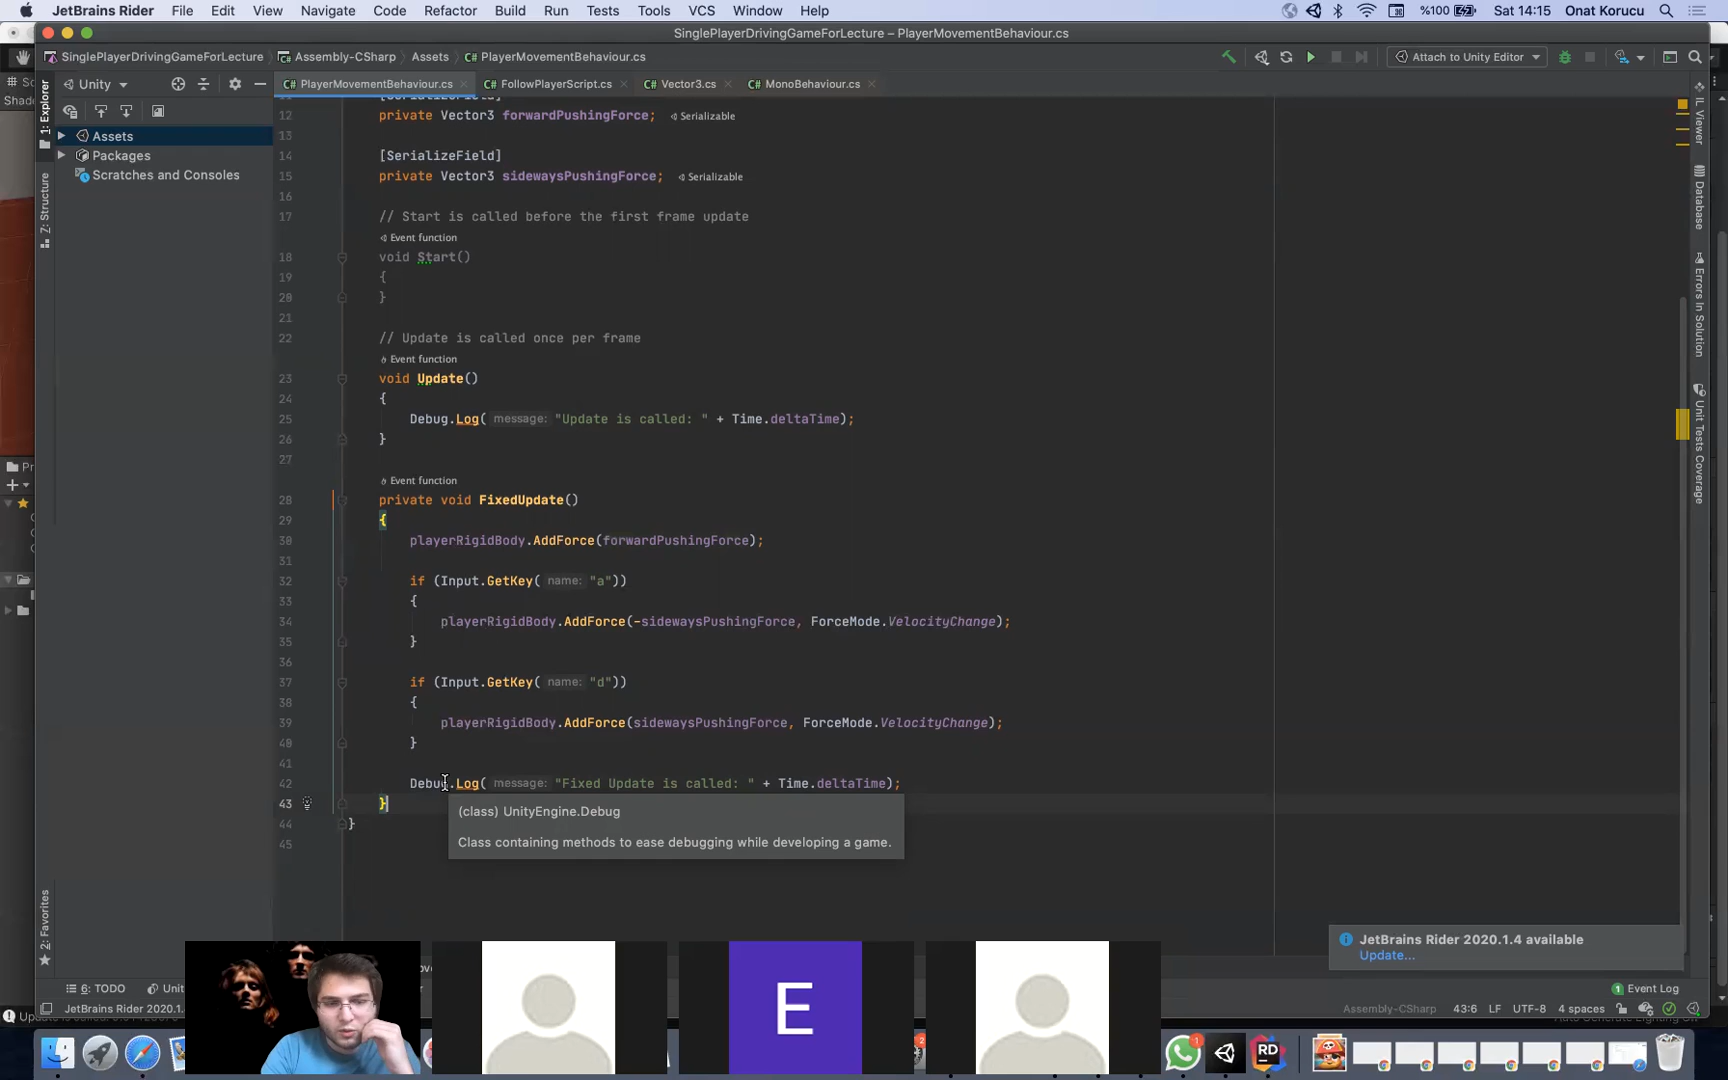 JetBrains Rider File Edit View Navigate Code Refactor Build Run Tests Tools VCS Window Help %100 Sat 14:15 Onat Korucu
SinglePlayerDrivingGameForLecture – PlayerMovementBehaviour.cs
SinglePlayerDrivingGameForLecture Assembly-CSharp Assets PlayerMovementBehaviour.cs Attach to Unity Editor
Unity PlayerMovementBehaviour.cs FollowPlayerScript.cs Vector3.cs MonoBehaviour.cs
1: Explorer
7: Structure
2: Favorites
Assets
Packages
Scratches and Consoles
12 private Vector3 forwardPushingForce; Serializable
13
14 [SerializeField]
15 private Vector3 sidewaysPushingForce; Serializable
16
17 // Start is called before the first frame update
Event function
18 void Start()
19 {
20 }
22 // Update is called once per frame
Event function
23 void Update()
24 {
25 Debug.Log( message: "Update is called: " + Time.deltaTime);
26 }
27
Event function
28 private void FixedUpdate()
29 {
30 playerRigidBody.AddForce(forwardPushingForce);
31
32 if (Input.GetKey( name: "a"))
33 {
34 playerRigidBody.AddForce(-sidewaysPushingForce, ForceMode.VelocityChange);
35 }
36
37 if (Input.GetKey( name: "d"))
38 {
39 playerRigidBody.AddForce(sidewaysPushingForce, ForceMode.VelocityChange);
40 }
41
42 Debug.Log( message: "Fixed Update is called: " + Time.deltaTime);
43 }
44 }
45
(class) UnityEngine.Debug
Class containing methods to ease debugging while developing a game.
IL Viewer
Database
Errors In Solution
Unit Tests Coverage
JetBrains Rider 2020.1.4 available
Update...
6: TODO
1 Event Log
JetBrains Rider 2020.1.
Assembly-CSharp 43:6 LF UTF-8 4 spaces
E
RD